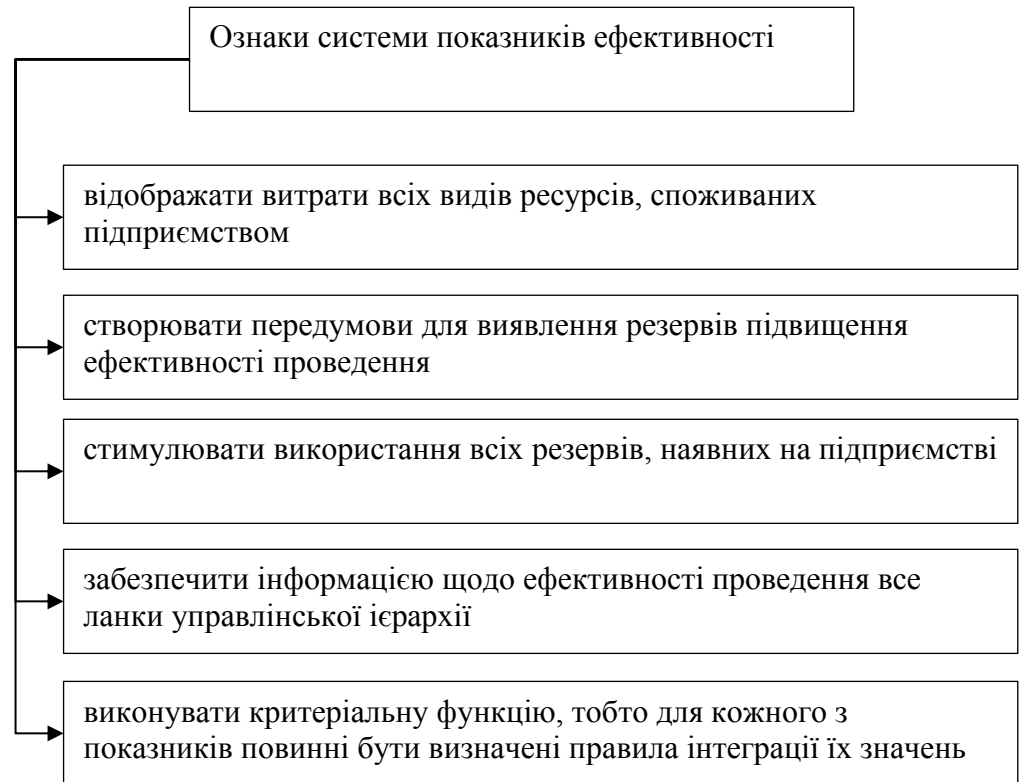 Ознаки системи показників ефективності
відображати витрати всіх видів ресурсів, споживаних
підприємством
створювати передумови для виявлення резервів підвищення
ефективності проведення
стимулювати використання всіх резервів, наявних на підприємстві
забезпечити інформацією щодо ефективності проведення все
ланки управлінської ієрархії
виконувати критеріальну функцію, тобто для кожного з
показників повинні бути визначені правила інтеграції їх значень